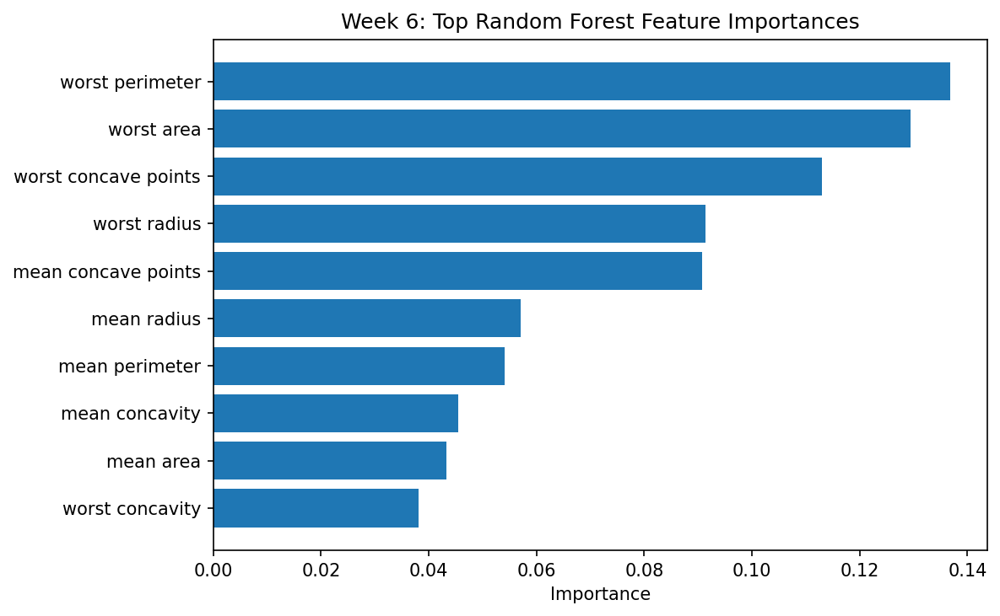 Week 6: Top Random Forest Feature Importances
worst perimeter
worst area
worst concave points
worst radius
mean concave points
mean radius
mean perimeter
mean concavity
mean area
worst concavity
0.00 0.02 0.04 0.06 0.08 0.10 0.12 0.14
Importance